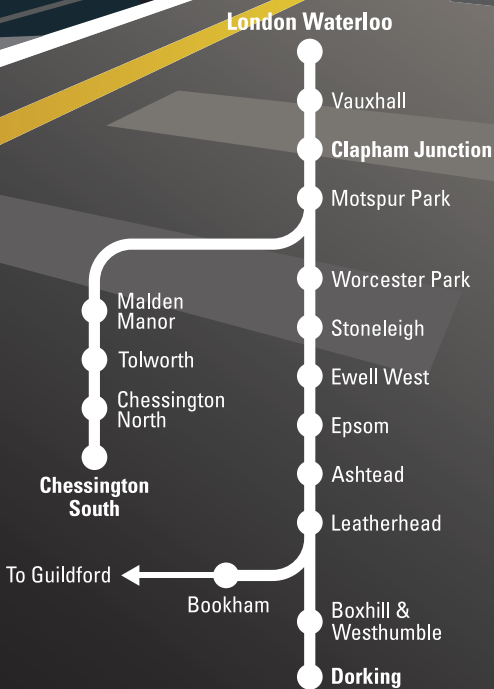 London Waterloo
Vauxhall
Clapham Junction
Motspur Park
Worcester Park
Stoneleigh
Ewell West
Epsom
Ashtead
Leatherhead
Boxhill &
Westhumble
Dorking
Malden
Manor
Tolworth
Chessington
North
Chessington
South
To Guildford
Bookham